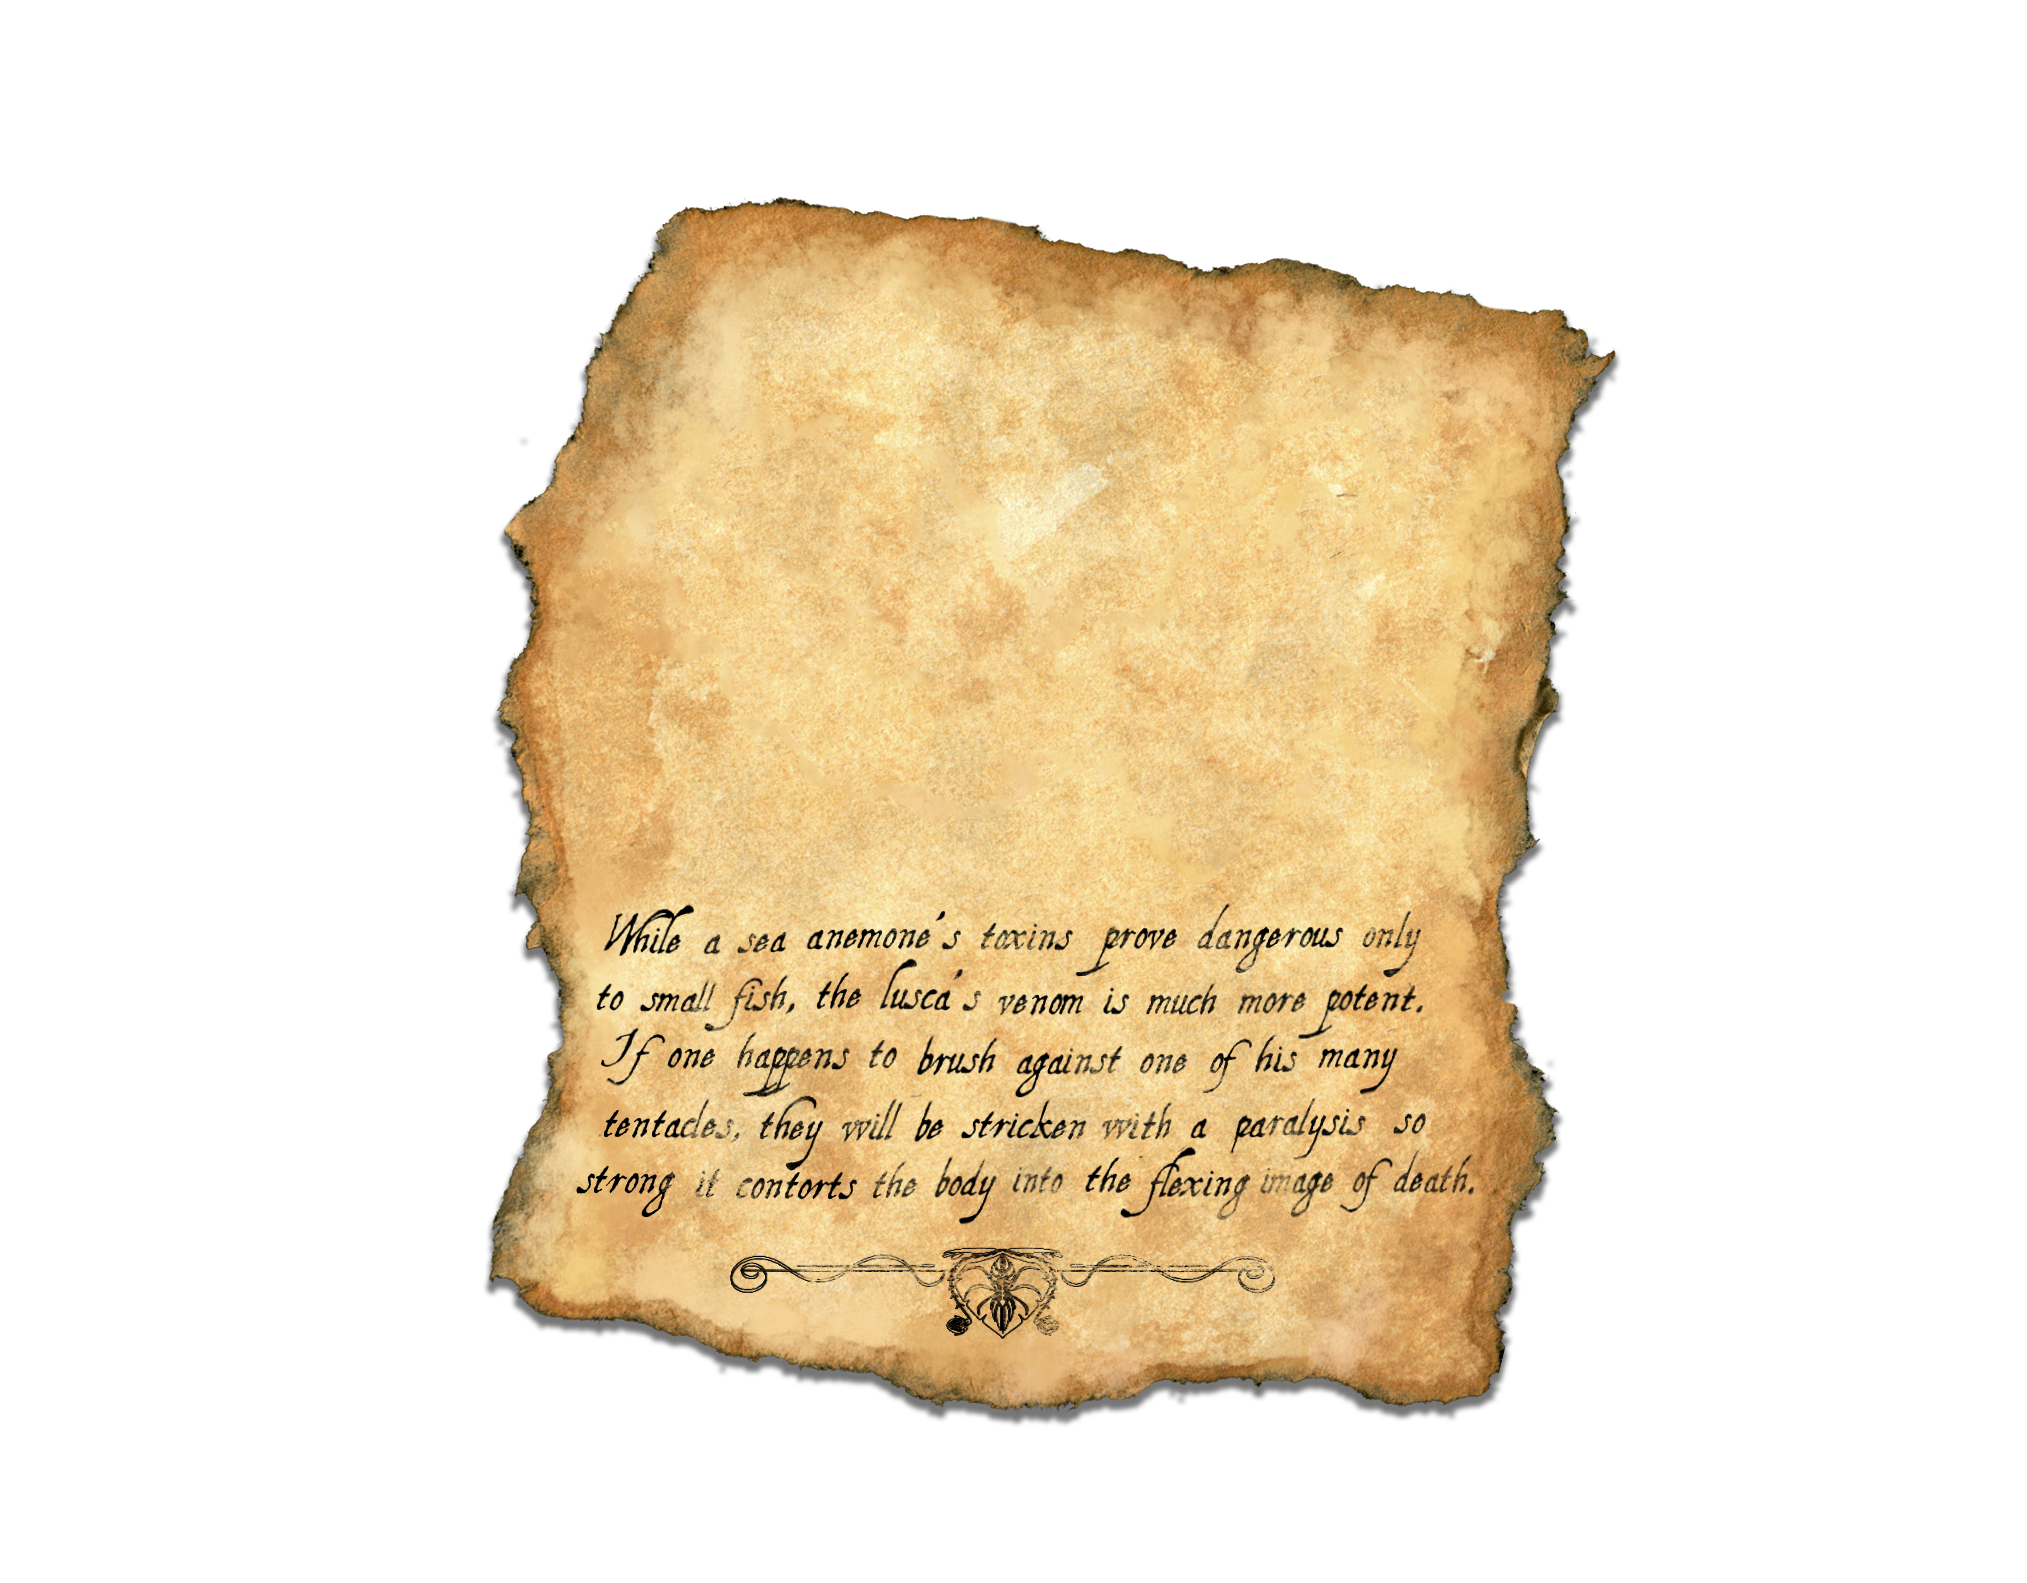 While a sea anemone's toxins prove dangerous only
to small fish, the lusca's venom is much more potent.
If one happens to brush against one of his many
tentacles, they will be stricken with a paralysis so
strong it contorts the body into the flexing image of death.